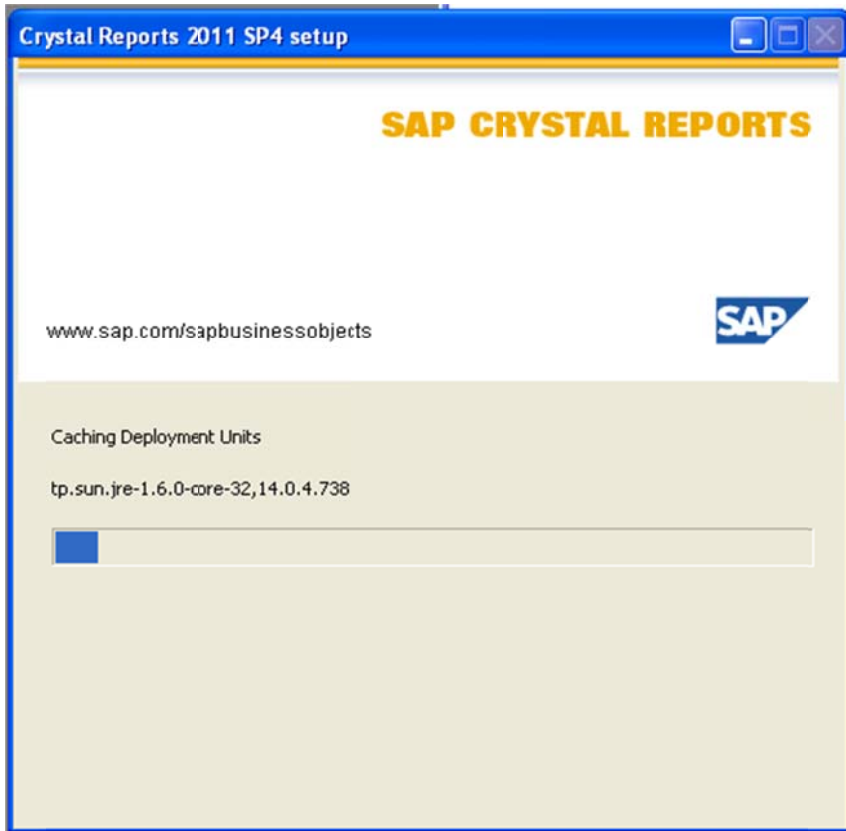 Crystal Reports 2011 SP4 setup
SAP CRYSTAL REPORTS
www.sap.com/sapbusinessobjects
SAP
Caching Deployment Units
tp.sun.jre-1.6.0-core-32,14.0.4.738